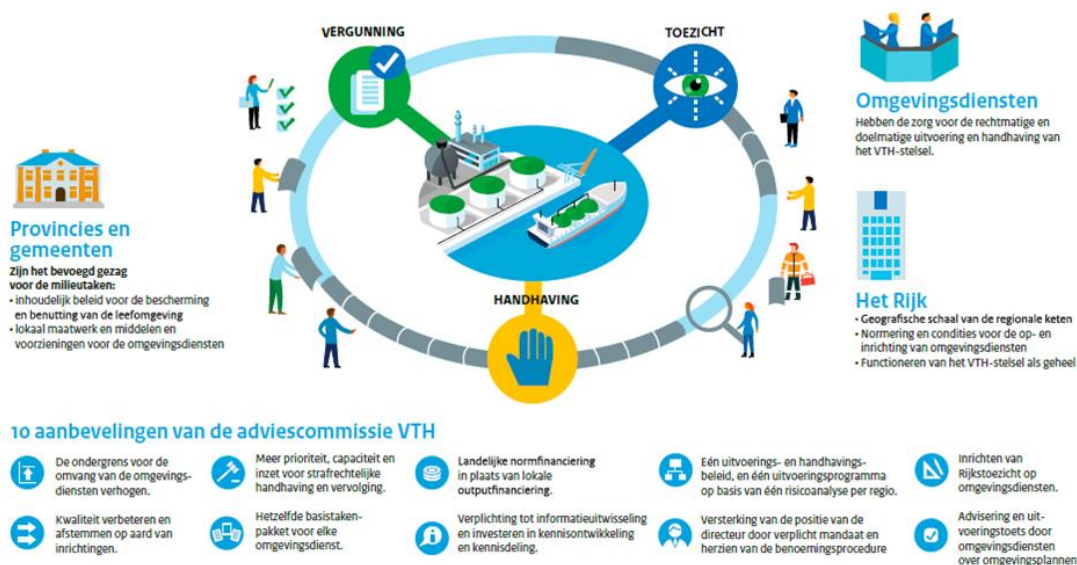 VERGUNNING
TOEZICHT
HANDHAVING
Provincies en
gemeenten
Zijn het bevoegd gezag
voor de milieutaken:
• inhoudelijk beleid voor de bescherming
en benutting van de leefomgeving
• lokaal maatwerk en middelen en
voorzieningen voor de omgevingsdiensten
Omgevingsdiensten
Hebben de zorg voor de rechtmatige en
doelmatige uitvoering en handhaving van
het VTH-stelsel.
Het Rijk
• Geografische schaal van de regionale keten
• Normering en condities voor de op- en
inrichting van omgevingsdiensten
• Functioneren van het VTH-stelsel als geheel
10 aanbevelingen van de adviescommissie VTH
De ondergrens voor de
omvang van de omgevings-
diensten verhogen.
Meer prioriteit, capaciteit en
inzet voor strafrechtelijke
handhaving en vervolging.
Landelijke normfinanciering
in plaats van lokale
outputfinanciering.
Eén uitvoerings- en handhavings-
beleid, en één uitvoeringsprogramma
op basis van één risicoanalyse per regio.
Inrichten van
Rijkstoezicht op
omgevingsdiensten.
Kwaliteit verbeteren en
afstemmen op aard van
inrichtingen.
Hetzelfde basistaken-
pakket voor elke
omgevingsdienst.
Verplichting tot informatieuitwisseling
en investeren in kennisontwikkeling
en kennisdeling.
Versterking van de positie van de
directeur door verplicht mandaat en
herzien van de benoemingsprocedure
Advisering en uit-
voeringstoets door
omgevingsdiensten
over omgevingsplannen